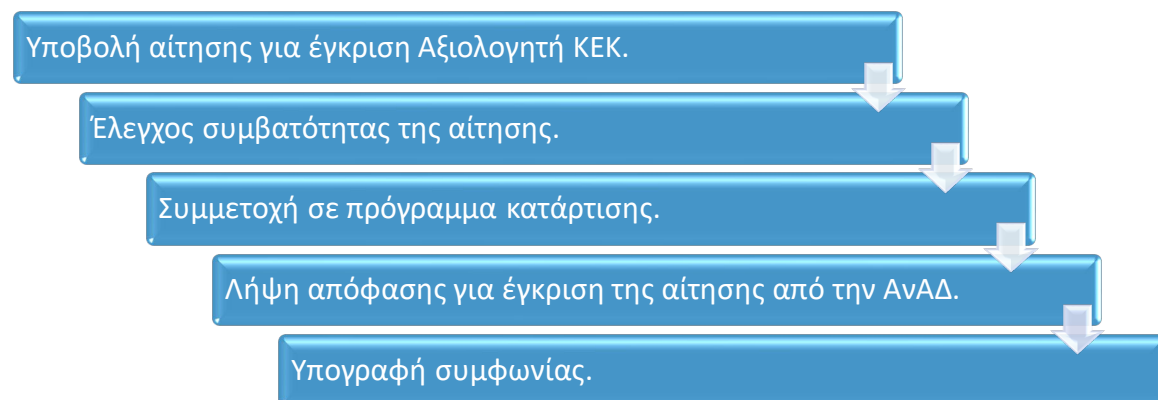 Υποβολή αίτησης για έγκριση Αξιολογητή ΚΕΚ.
Έλεγχος συμβατότητας της αίτησης.
Συμμετοχή σε πρόγραμμα κατάρτισης.
Λήψη απόφασης για έγκριση της αίτησης από την ΑνΑΔ.
Υπογραφή συμφωνίας.